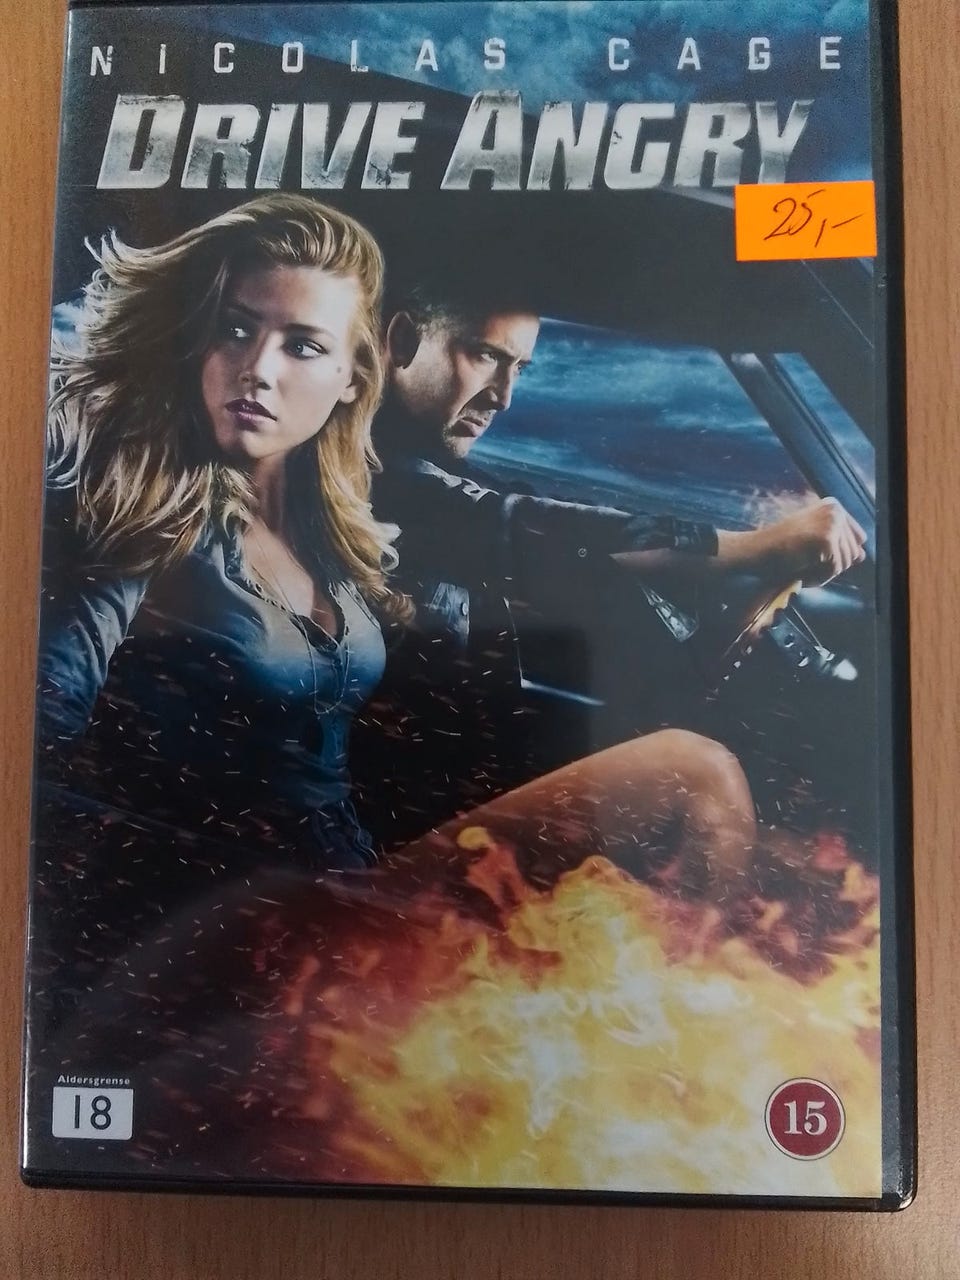 NICOLAS CAGE
DRIVE ANGRY
25,-
Aldersgrense
18
15